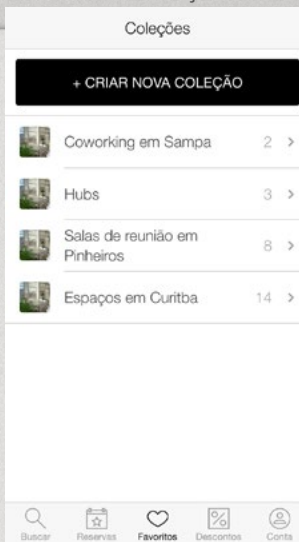 Coleções
+ CRIAR NOVA COLEÇÃO
Coworking em Sampa 2
Hubs 3
Salas de reunião em
Pinheiros 8
Espaços em Curitba 14
Buscar Reservas Favoritos Descontos Conta